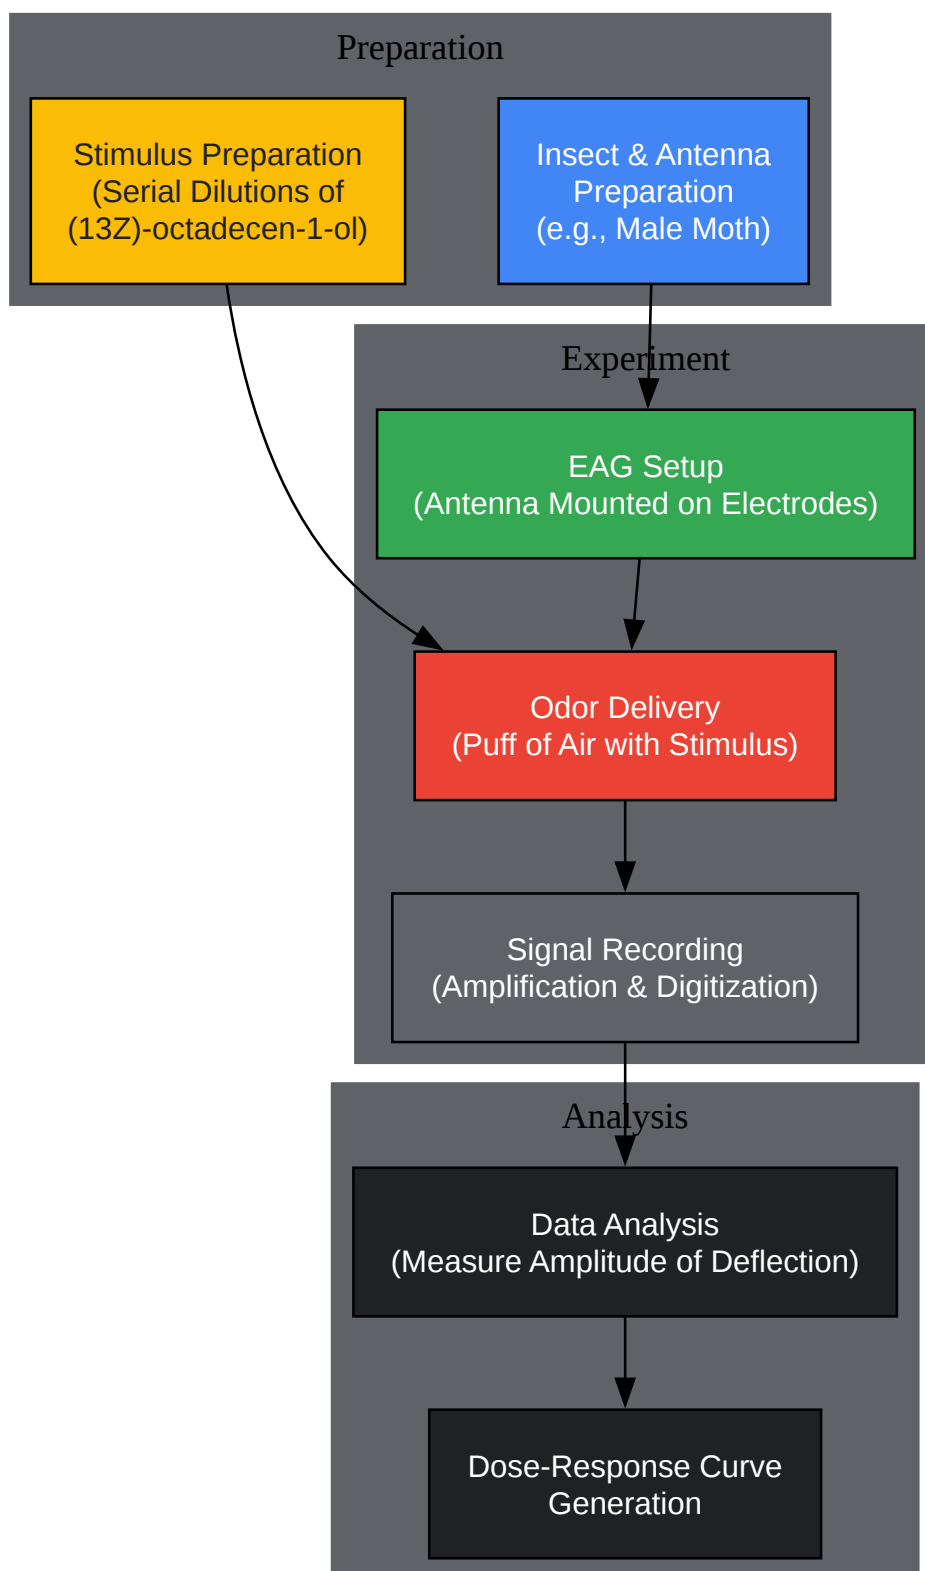 Preparation
Stimulus Preparation
(Serial Dilutions of
(13Z)-octadecen-1-ol)
Insect & Antenna
Preparation
(e.g., Male Moth)
Experiment
EAG Setup
(Antenna Mounted on Electrodes)
Odor Delivery
(Puff of Air with Stimulus)
Signal Recording
(Amplification & Digitization)
Analysis
Data Analysis
(Measure Amplitude of Deflection)
Dose-Response Curve
Generation